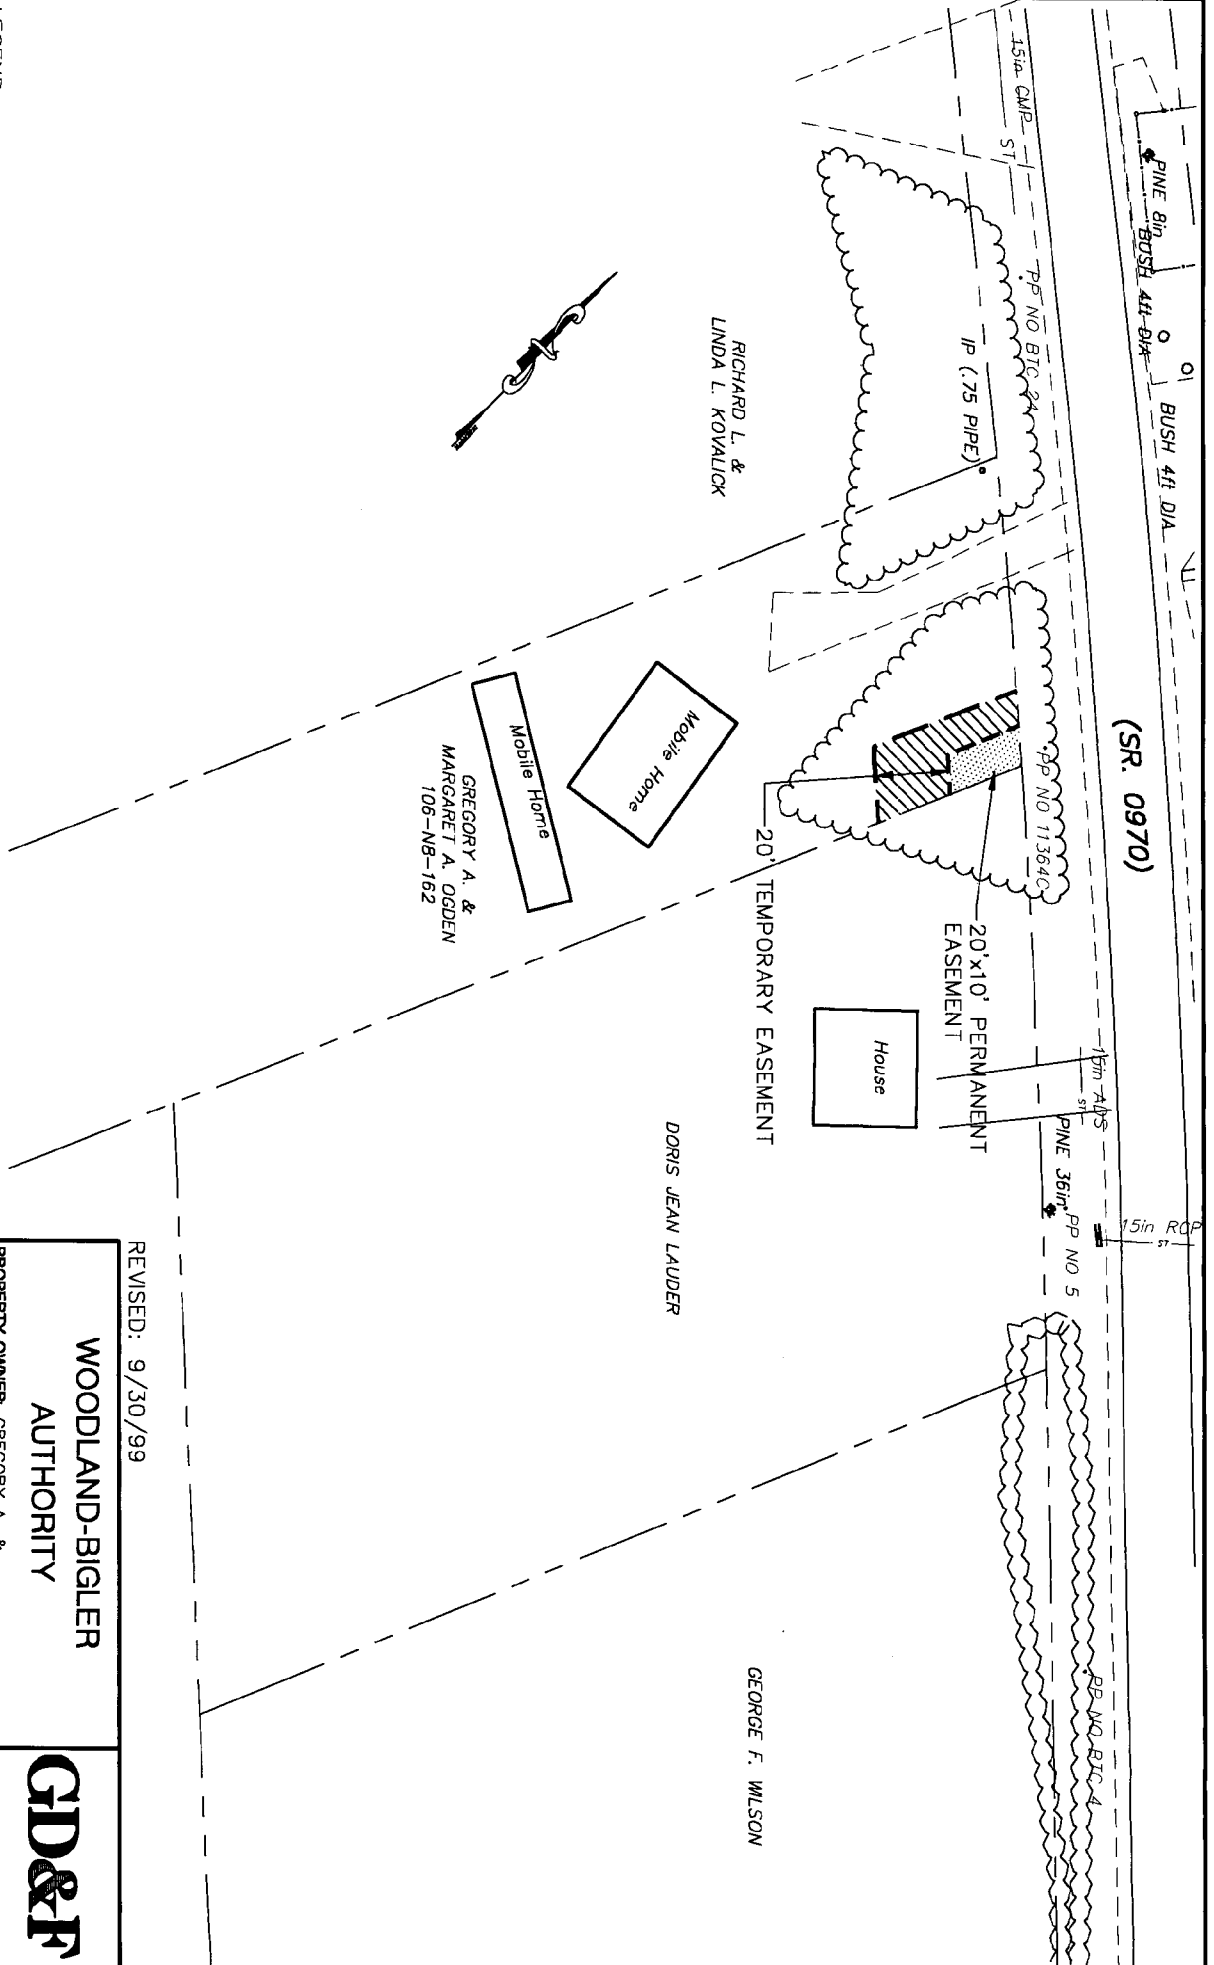 15in CMP
ST
PINE 8in
BUSH 4ft DIA
BUSH 4ft DIA
PP NO BTC 24
IP (.75 PIPE)
RICHARD L. &
LINDA L. KOVALICK
(SR. 0970)
PP NO 11364C
Mobile Home
Mobile Home
GREGORY A. &
MARGARET A. OGDEN
106-NB-162
20'x10' PERMANENT
EASEMENT
20' TEMPORARY EASEMENT
House
15in ADS
ST
PINE 36in
PP NO 5
15in RCP
ST
DORIS JEAN LAUDER
PP NO BTC 4
GEORGE F. WILSON
REVISED: 9/30/99
WOODLAND-BIGLER
AUTHORITY
PROPERTY OWNER: GREGORY A. &
GD&F